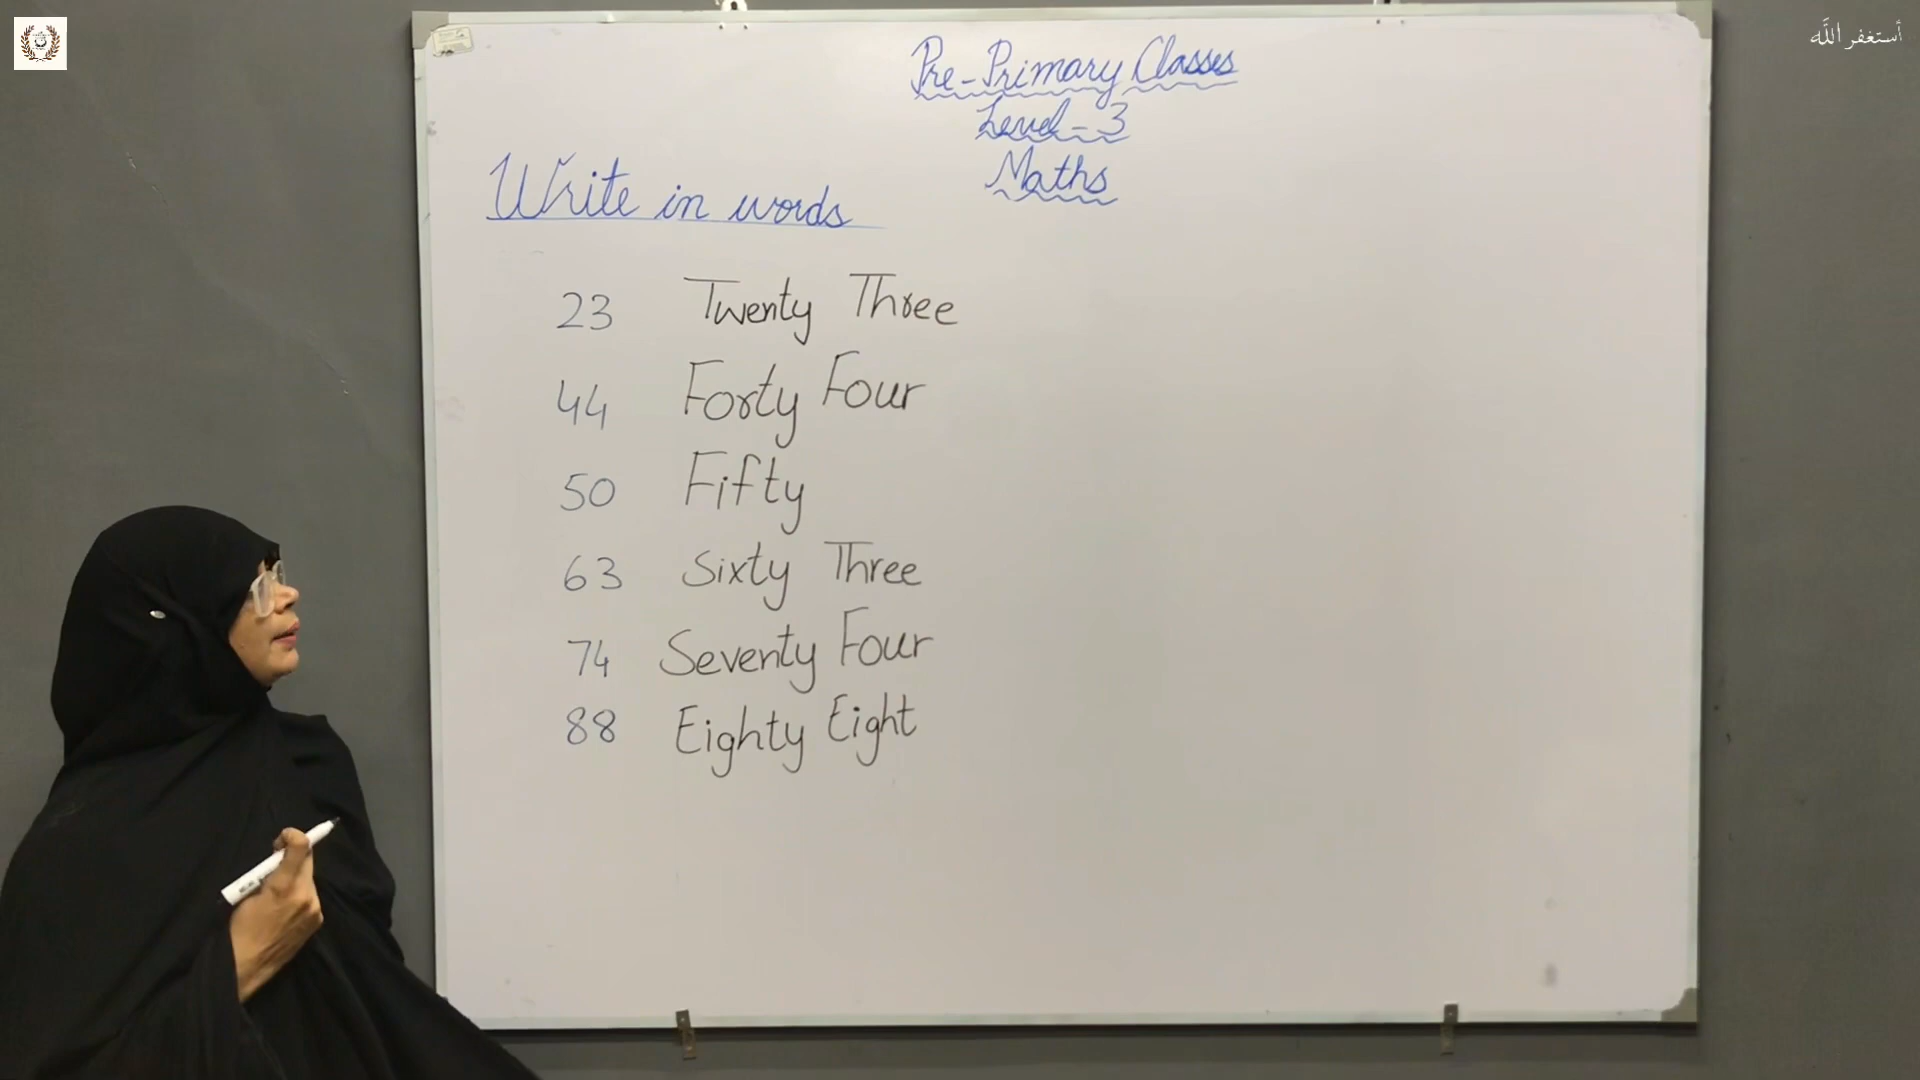 أستغفر الله
Pre-Primary Classes
Level-3
Maths
Write in words
23 Twenty Three
44 Forty Four
50 Fifty
63 Sixty Three
74 Seventy Four
88 Eighty Eight